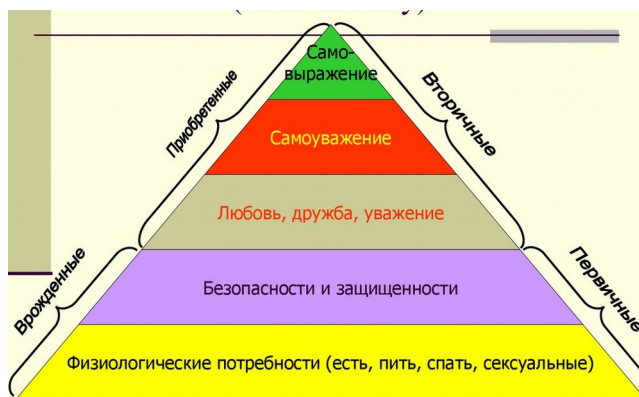 Само-
выражение
Приобретенные
Вторичные
Самоуважение
Любовь, дружба, уважение
Врожденные
Первичные
Безопасности и защищенности
Физиологические потребности (есть, пить, спать, сексуальные)